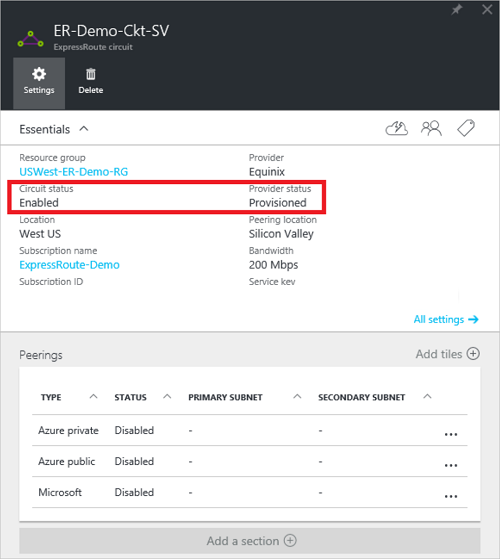 ER-Demo-Ckt-SV
ExpressRoute circuit
Settings
Delete
Essentials
Resource group
USWest-ER-Demo-RG
Provider
Equinix
Circuit status
Enabled
Provider status
Provisioned
Location
West US
Peering location
Silicon Valley
Subscription name
ExpressRoute-Demo
Bandwidth
200 Mbps
Subscription ID
Service key
All settings →
Peerings
Add tiles
TYPE STATUS PRIMARY SUBNET SECONDARY SUBNET
Azure private Disabled - - ...
Azure public Disabled - - ...
Microsoft Disabled - - ...
Add a section